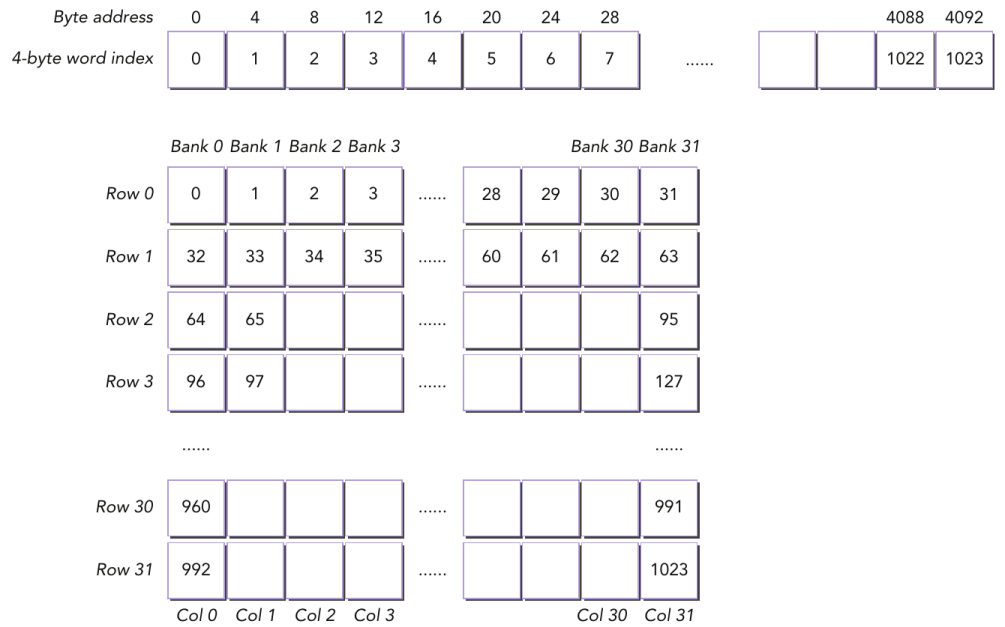 Byte address 0 4 8 12 16 20 24 28 4088 4092
4-byte word index 0 1 2 3 4 5 6 7 ...... 1022 1023
Bank 0 Bank 1 Bank 2 Bank 3 Bank 30 Bank 31
Row 0 0 1 2 3 ...... 28 29 30 31
Row 1 32 33 34 35 ...... 60 61 62 63
Row 2 64 65 ...... 95
Row 3 96 97 ...... 127
...... ......
Row 30 960 ...... 991
Row 31 992 ...... 1023
Col 0 Col 1 Col 2 Col 3 Col 30 Col 31